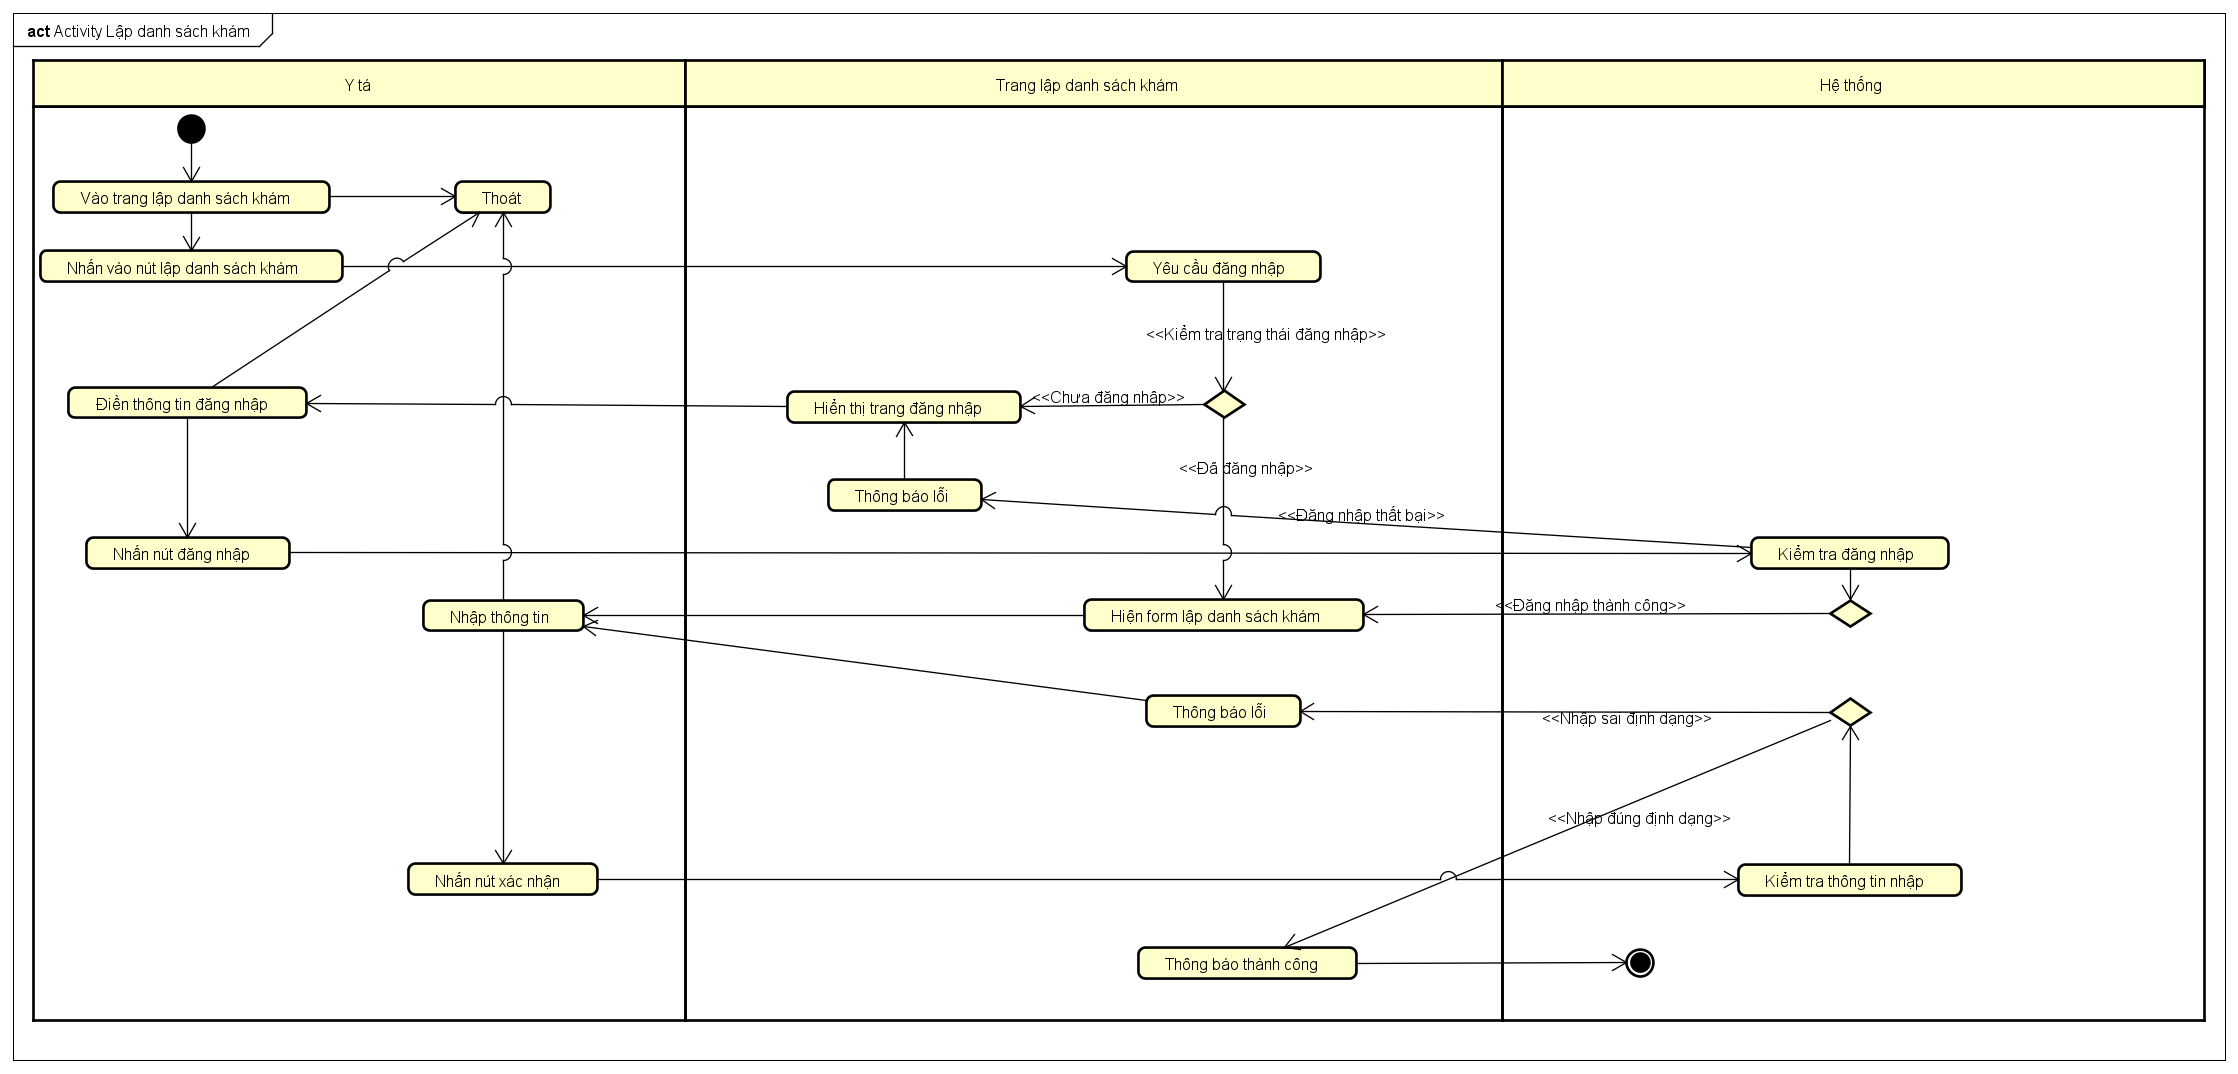 act Activity Lập danh sách khám
Y tá
Trang lập danh sách khám
Hệ thống
Vào trang lập danh sách khám
Thoát
Nhấn vào nút lập danh sách khám
Yêu cầu đăng nhập
<<Kiểm tra trạng thái đăng nhập>>
Điền thông tin đăng nhập
Hiển thị trang đăng nhập
<<Chưa đăng nhập>>
<<Đã đăng nhập>>
Thông báo lỗi
<<Đăng nhập thất bại>>
Nhấn nút đăng nhập
Kiểm tra đăng nhập
Nhập thông tin
Hiện form lập danh sách khám
<<Đăng nhập thành công>>
Thông báo lỗi
<<Nhập sai định dạng>>
<<Nhập đúng định dạng>>
Nhấn nút xác nhận
Kiểm tra thông tin nhập
Thông báo thành công